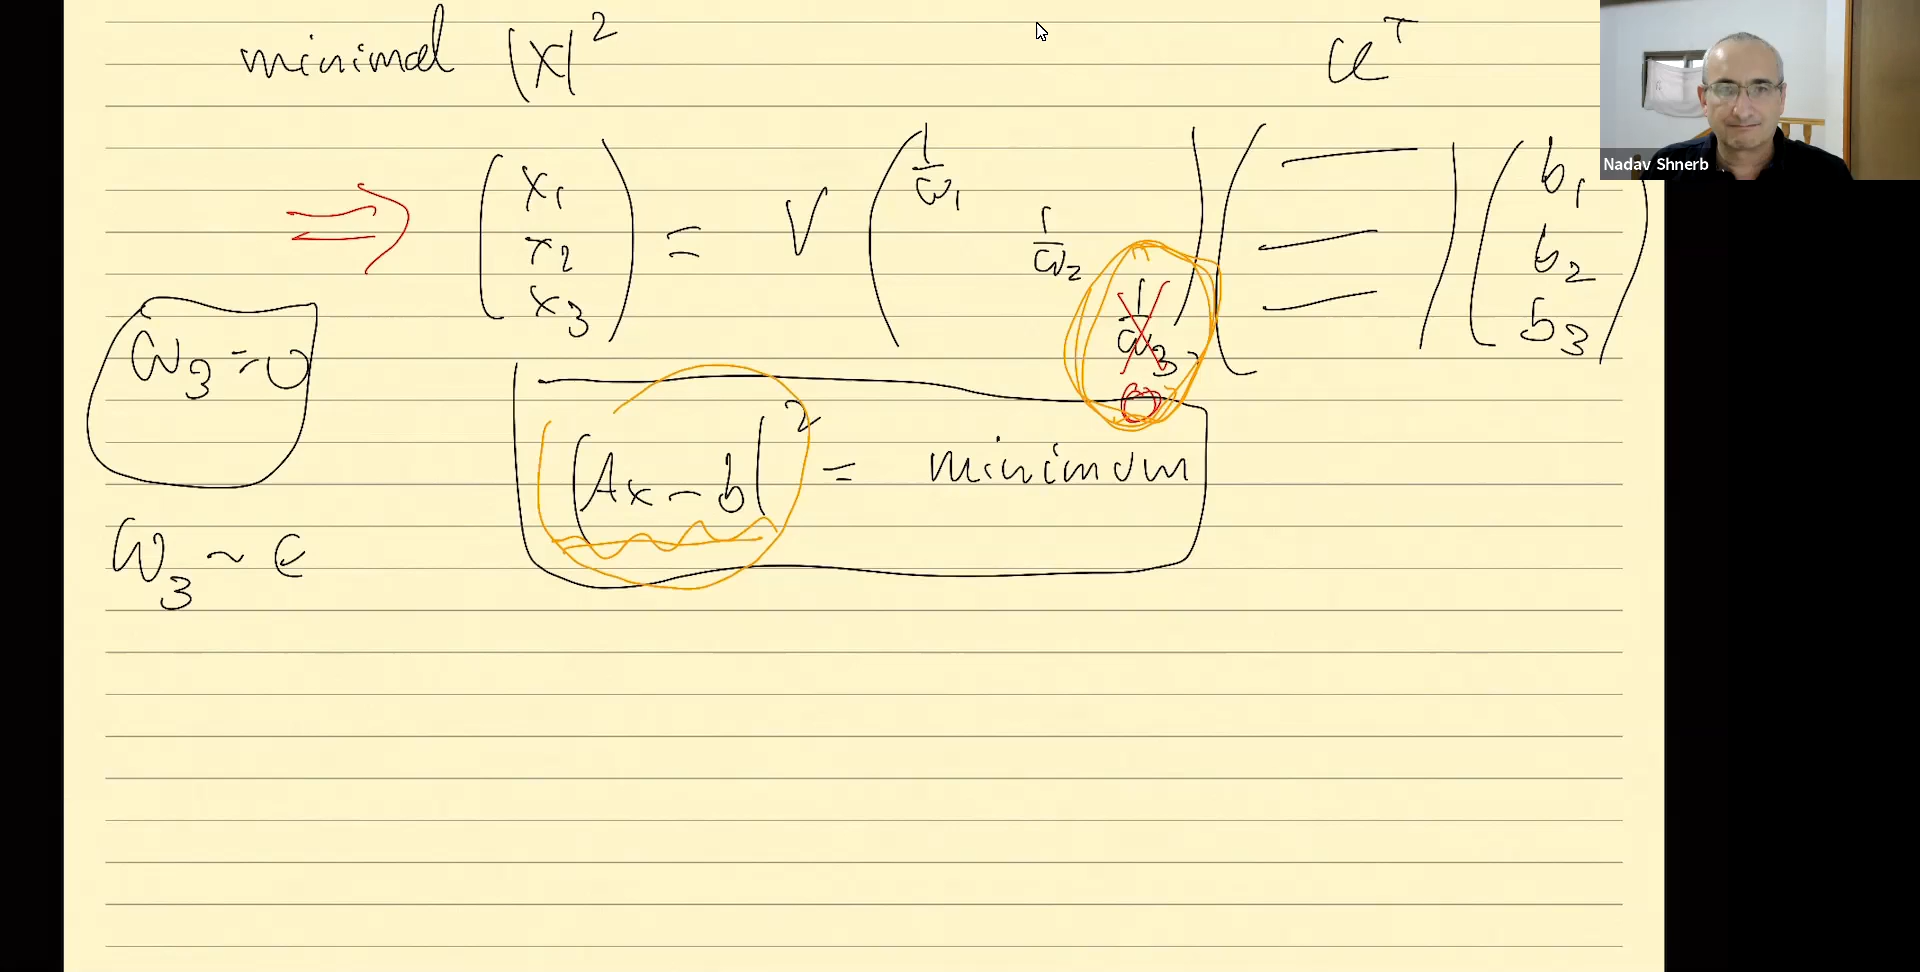 minimal |x|²
u^T
Nadav Shnerb
⇒ (x₁ x₂ x₃) = V (1/ω₁ 1/ω₂ 1/ω₃ 0) (b₁ b₂ b₃)
ω₃ = 0
|Ax - b|² = minimum
ω₃ ~ ϵ